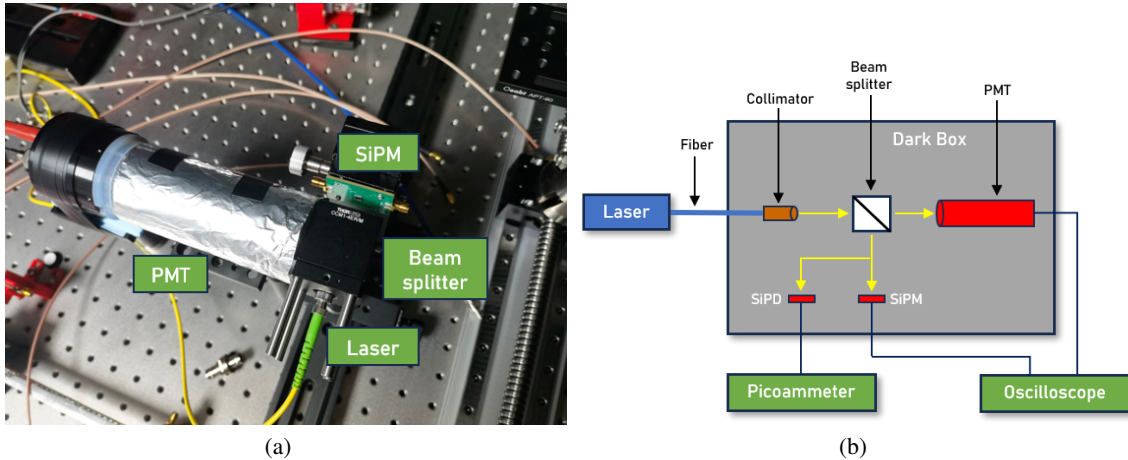 SiPM
PMT
Beam
splitter
Laser
(a)
Beam
splitter
Collimator
PMT
Dark Box
Fiber
Laser
SiPD
SiPM
Picoammeter
Oscilloscope
(b)